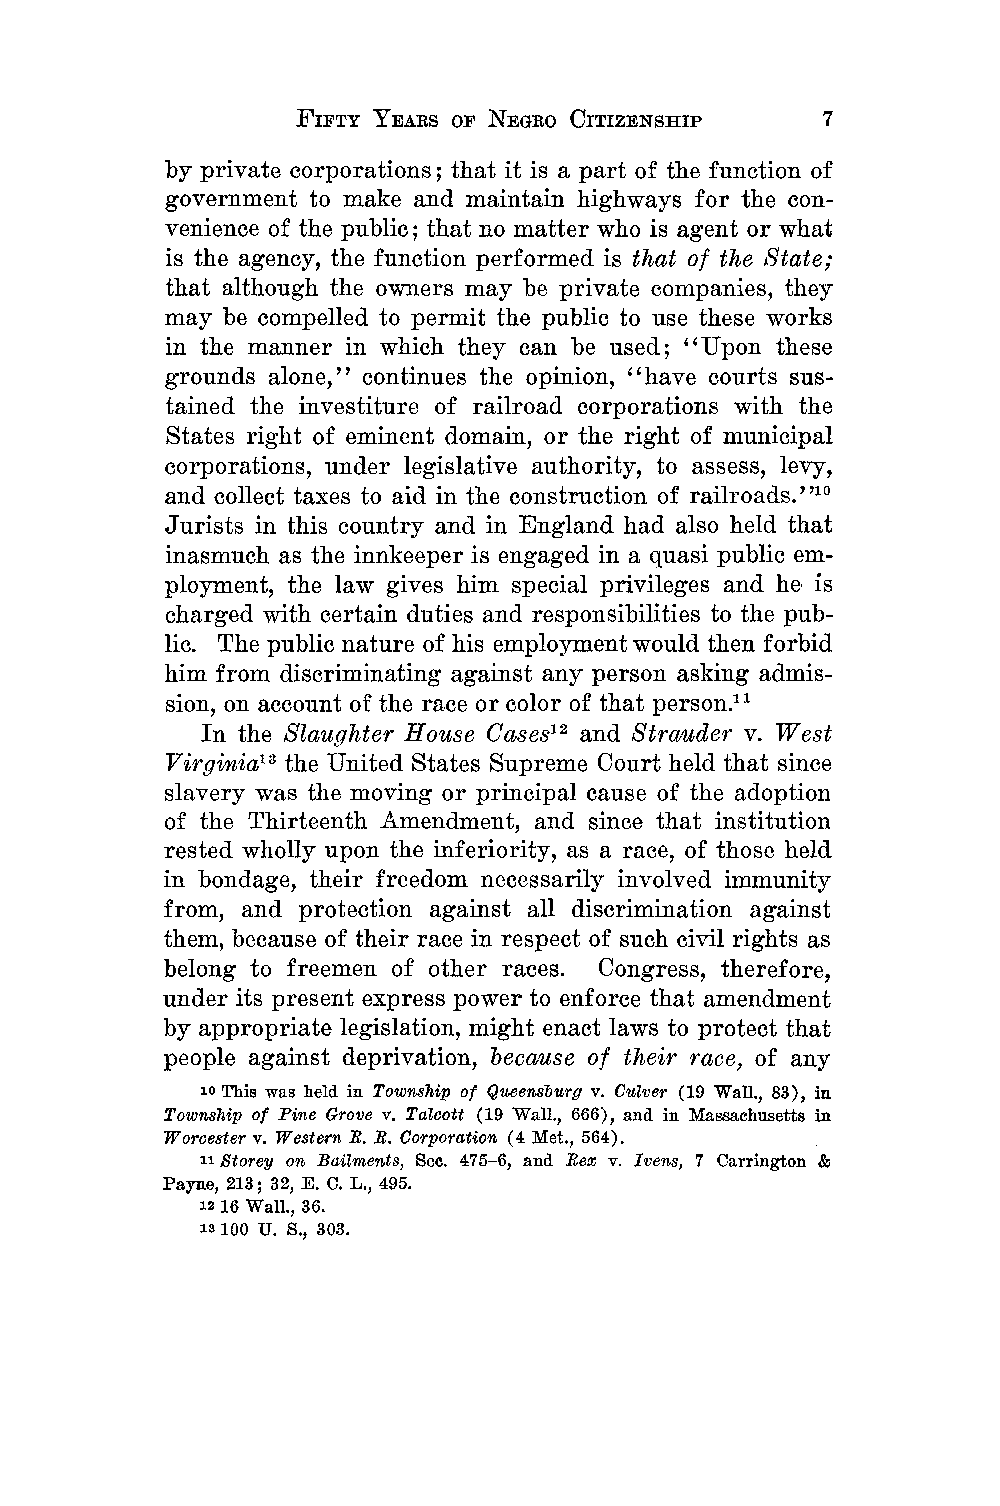 Fifty Years of Negro Citizenship 7
by private corporations; that it is a part of the function of
government to make and maintain highways for the con-
venience of the public; that no matter who is agent or what
is the agency, the function performed is that of the State;
that although the owners may be private companies, they
may be compelled to permit the public to use these works
in the manner in which they can be used; “Upon these
grounds alone,” continues the opinion, “have courts sus-
tained the investiture of railroad corporations with the
States right of eminent domain, or the right of municipal
corporations, under legislative authority, to assess, levy,
and collect taxes to aid in the construction of railroads.”¹⁰
Jurists in this country and in England had also held that
inasmuch as the innkeeper is engaged in a quasi public em-
ployment, the law gives him special privileges and he is
charged with certain duties and responsibilities to the pub-
lic. The public nature of his employment would then forbid
him from discriminating against any person asking admis-
sion, on account of the race or color of that person.¹¹
In the Slaughter House Cases¹² and Strauder v. West
Virginia¹³ the United States Supreme Court held that since
slavery was the moving or principal cause of the adoption
of the Thirteenth Amendment, and since that institution
rested wholly upon the inferiority, as a race, of those held
in bondage, their freedom necessarily involved immunity
from, and protection against all discrimination against
them, because of their race in respect of such civil rights as
belong to freemen of other races. Congress, therefore,
under its present express power to enforce that amendment
by appropriate legislation, might enact laws to protect that
people against deprivation, because of their race, of any
¹⁰ This was held in Township of Queensburg v. Culver (19 Wall., 83), in
Township of Pine Grove v. Talcott (19 Wall., 666), and in Massachusetts in
Worcester v. Western R. R. Corporation (4 Met., 564).
¹¹ Storey on Bailments, Sec. 475–6, and Rex v. Ivens, 7 Carrington &
Payne, 213; 32, E. C. L., 495.
¹² 16 Wall., 36.
¹³ 100 U. S., 303.